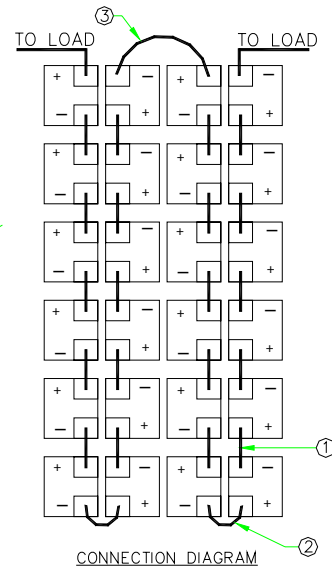 3
TO LOAD TO LOAD
+ − + −
− + − +
+ − + −
− + − +
+ − + −
− + − +
+ − + −
− + − +
+ − + −
− + − +
1
+ − + −
− + − +
2
CONNECTION DIAGRAM